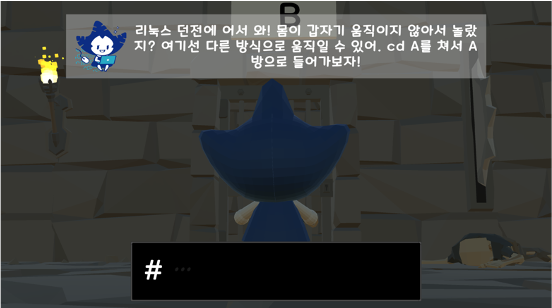 B
리눅스 던전에 어서 와! 몸이 갑자기 움직이지 않아서 놀랐
지? 여기선 다른 방식으로 움직일 수 있어. cd A를 쳐서 A
방으로 들어가보자!
# ...